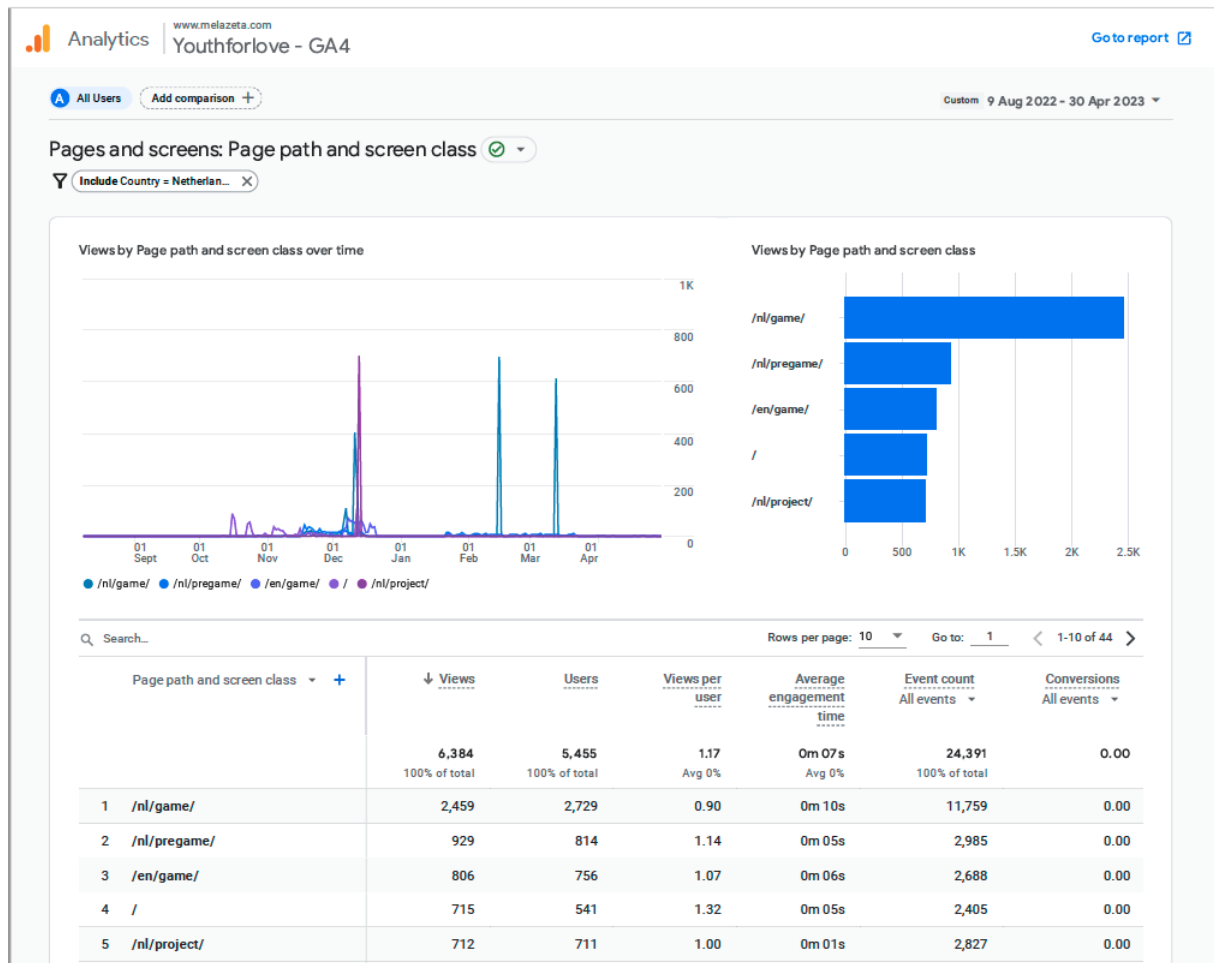 Analytics
www.melazeta.com
Youthforlove - GA4
Go to report
A All Users
Add comparison +
Custom 9 Aug 2022 - 30 Apr 2023
Pages and screens: Page path and screen class
Include Country = Netherlan...
Views by Page path and screen class over time
1K
800
600
400
200
0
01 Sept
01 Oct
01 Nov
01 Dec
01 Jan
01 Feb
01 Mar
01 Apr
/nl/game/ /nl/pregame/ /en/game/ / /nl/project/
Views by Page path and screen class
/nl/game/
/nl/pregame/
/en/game/
/
/nl/project/
0 500 1K 1.5K 2K 2.5K
Search...
Rows per page: 10 Go to: 1 1-10 of 44
Page path and screen class + Views Users Views per user Average engagement time Event count All events Conversions All events
6,384 5,455 1.17 0m 07s 24,391 0.00
100% of total 100% of total Avg 0% Avg 0% 100% of total
1 /nl/game/ 2,459 2,729 0.90 0m 10s 11,759 0.00
2 /nl/pregame/ 929 814 1.14 0m 05s 2,985 0.00
3 /en/game/ 806 756 1.07 0m 06s 2,688 0.00
4 / 715 541 1.32 0m 05s 2,405 0.00
5 /nl/project/ 712 711 1.00 0m 01s 2,827 0.00